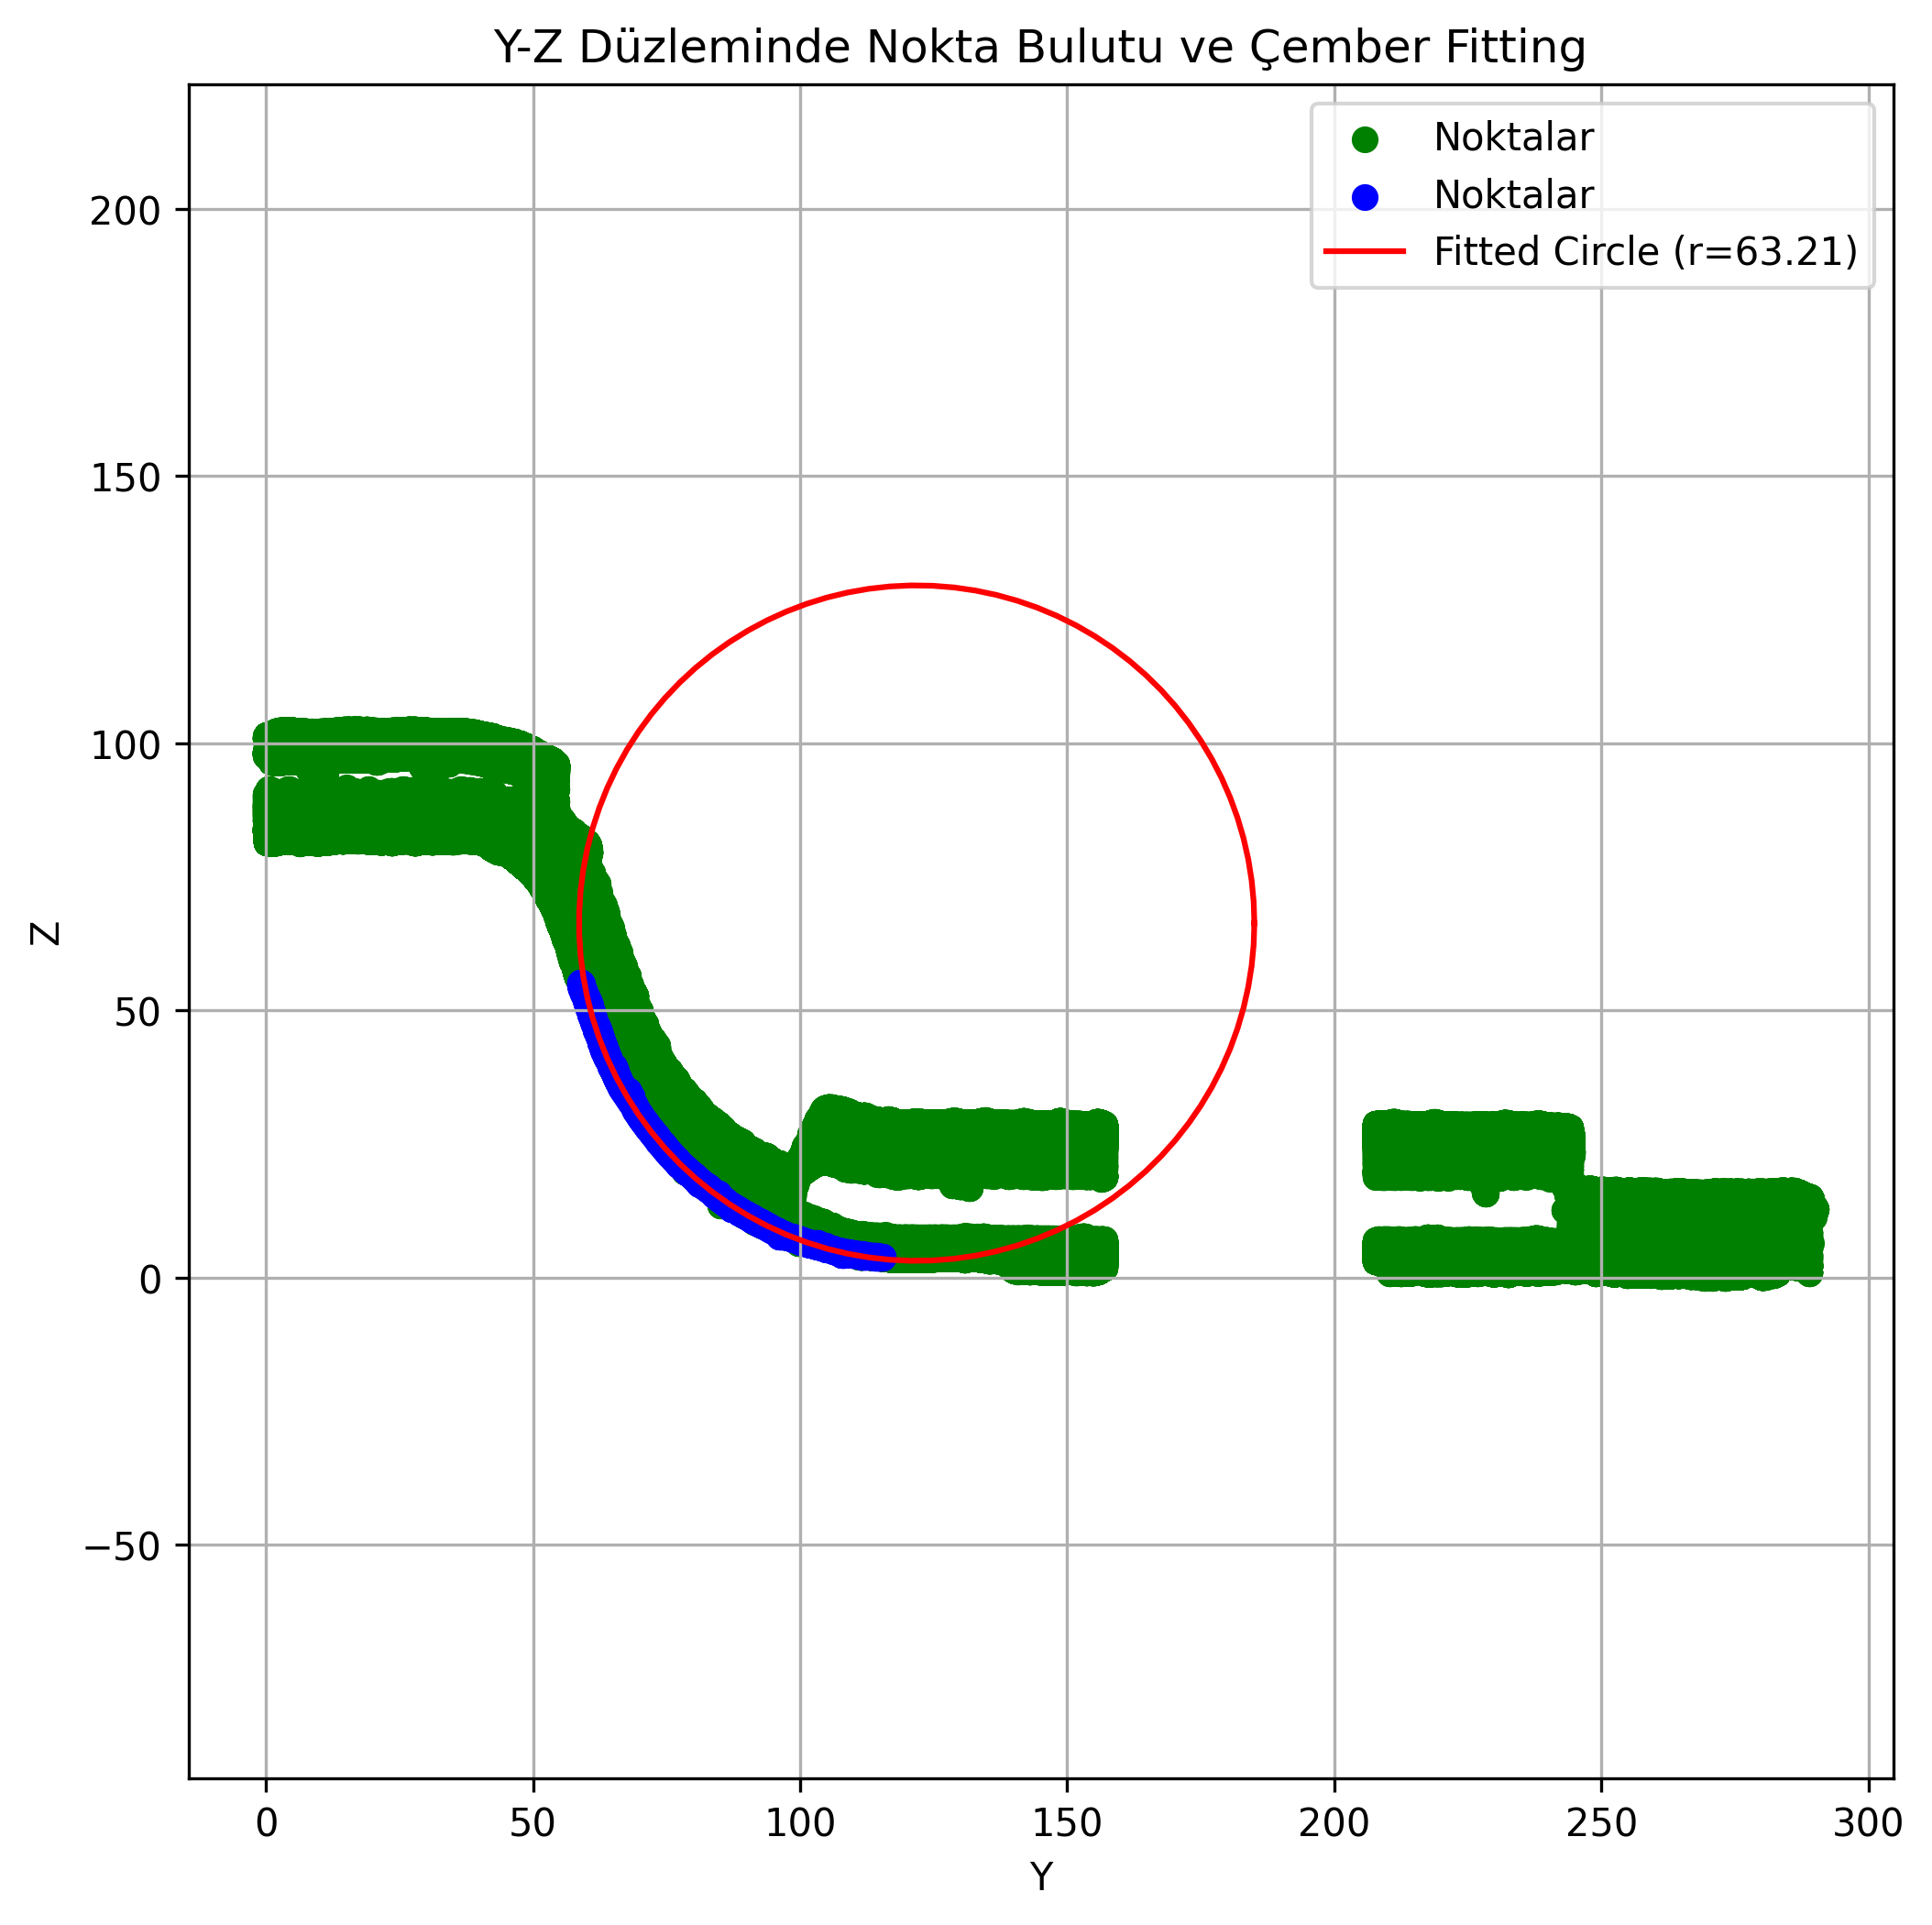 Y-Z Düzleminde Nokta Bulutu ve Çember Fitting
Noktalar
Noktalar
Fitted Circle (r=63.21)
200
150
100
50
0
−50
Z
0 50 100 150 200 250 300
Y